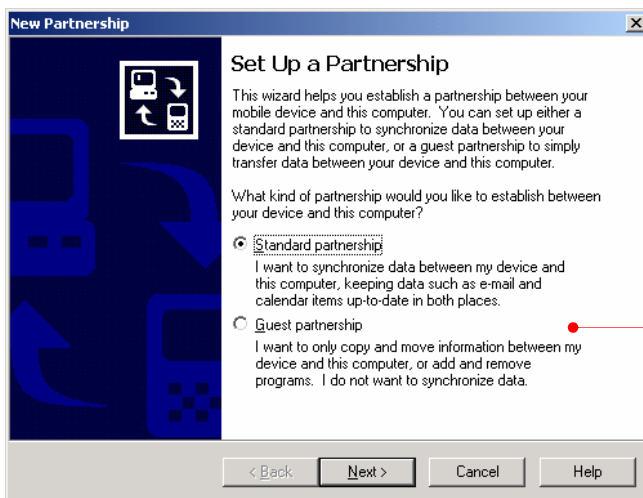 New Partnership
Set Up a Partnership
This wizard helps you establish a partnership between your
mobile device and this computer. You can set up either a
standard partnership to synchronize data between your
device and this computer, or a guest partnership to simply
transfer data between your device and this computer.
What kind of partnership would you like to establish between
your device and this computer?
Standard partnership
I want to synchronize data between my device and
this computer, keeping data such as e-mail and
calendar items up-to-date in both places.
Guest partnership
I want to only copy and move information between my
device and this computer, or add and remove
programs. I do not want to synchronize data.
< Back Next > Cancel Help